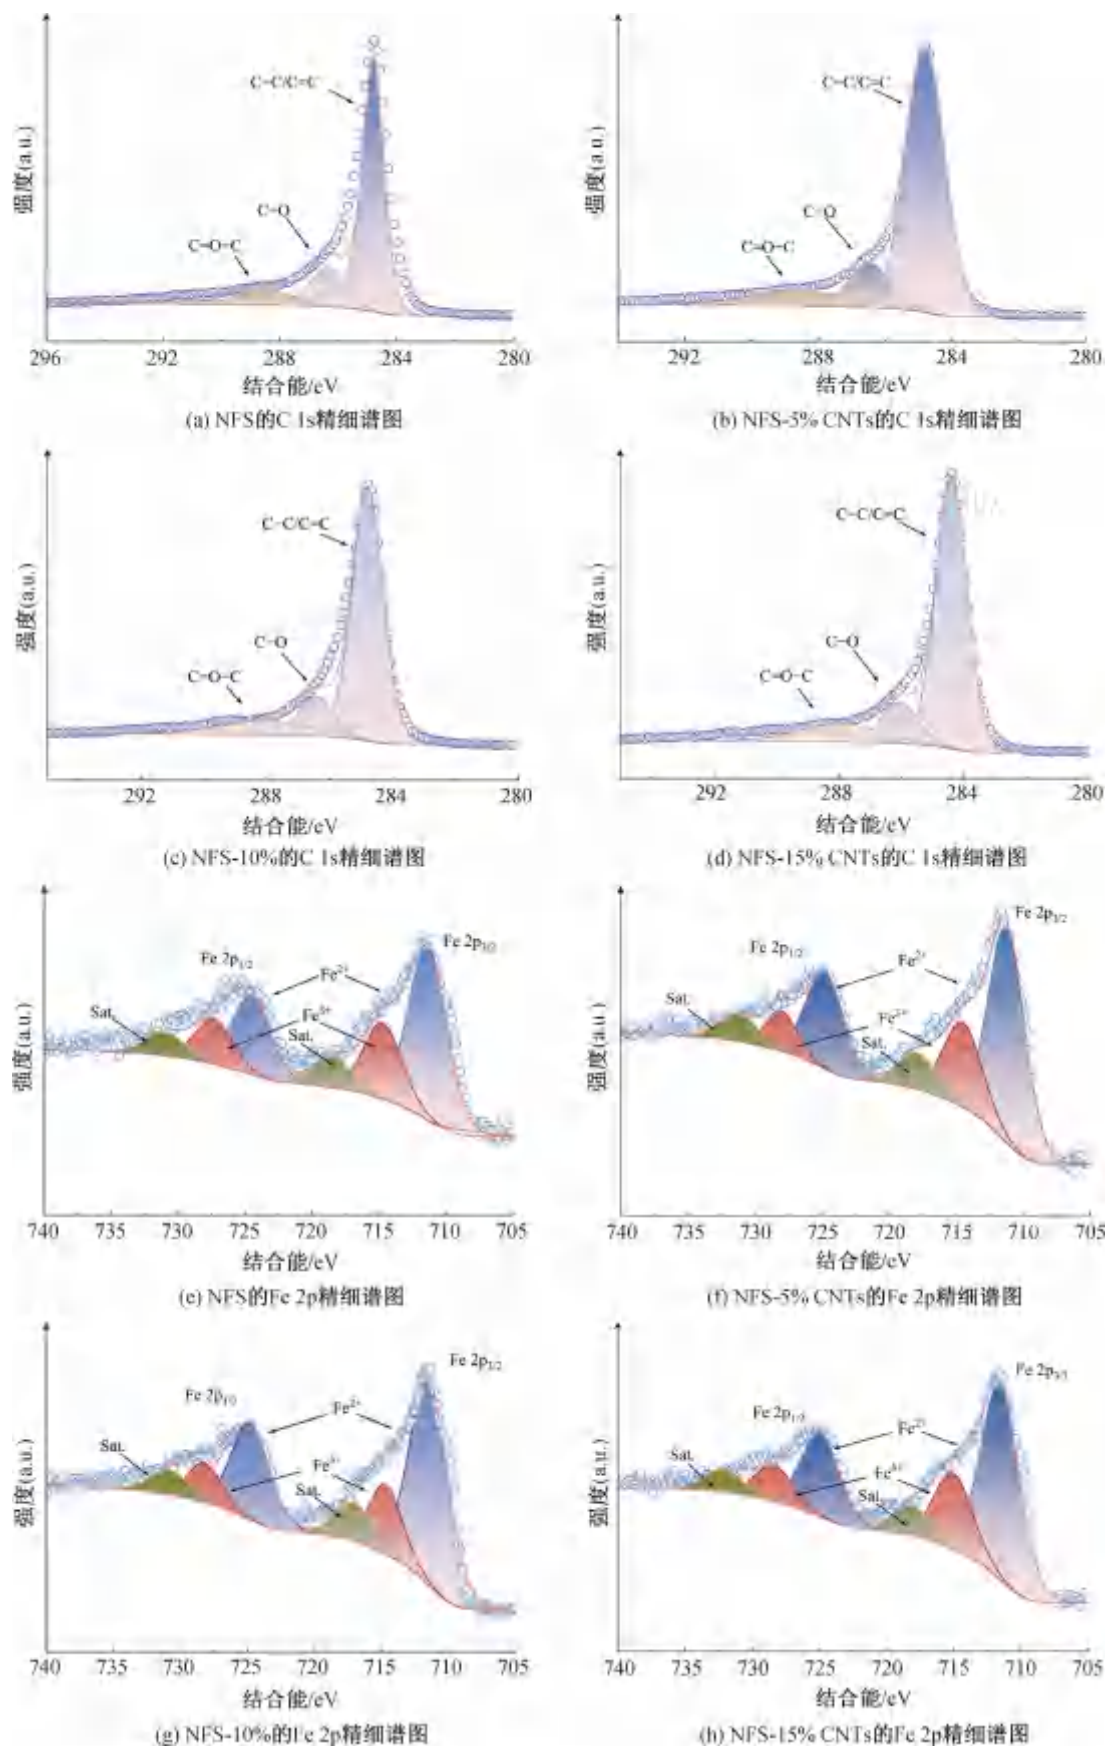 C−C/C=C
C−O
C=O−C
强度(a.u.)
296 292 288 284 280
结合能/eV
(a) NFS的C 1s精细谱图
C−C/C=C
C−O
C=O−C
强度(a.u.)
292 288 284 280
结合能/eV
(b) NFS-5% CNTs的C 1s精细谱图
C−C/C=C
C−O
C−O−C
强度(a.u.)
292 288 284 280
结合能/eV
(c) NFS-10%的C 1s精细谱图
C−C/C=C
C−O
C=O−C
强度(a.u.)
292 288 284 280
结合能/eV
(d) NFS-15% CNTs的C 1s精细谱图
Fe 2p3/2
Fe 2p1/2
Fe2+
Fe3+
Sat.
Sat.
强度(a.u.)
740 735 730 725 720 715 710 705
结合能/eV
(e) NFS的Fe 2p精细谱图
Fe 2p3/2
Fe 2p1/2
Fe2+
Sat.
Sat.
强度(a.u.)
740 735 730 725 720 715 710 705
结合能/eV
(f) NFS-5% CNTs的Fe 2p精细谱图
Fe 2p3/2
Fe 2p1/2
Fe2+
Sat.
Sat.
强度(a.u.)
740 735 730 725 720 715 710 705
结合能/eV
(g) NFS-10%的Fe 2p精细谱图
Fe 2p3/2
Fe 2p1/2
Fe2+
Sat.
Sat.
强度(a.u.)
740 735 730 725 720 715 710 705
结合能/eV
(h) NFS-15% CNTs的Fe 2p精细谱图